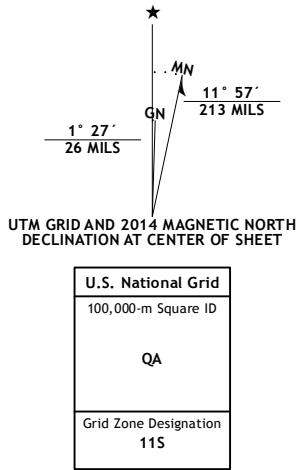 ★
MN
11° 57´
213 MILS
GN
1° 27´
26 MILS
UTM GRID AND 2014 MAGNETIC NORTH
DECLINATION AT CENTER OF SHEET
U.S. National Grid
100,000-m Square ID
QA
Grid Zone Designation
11S